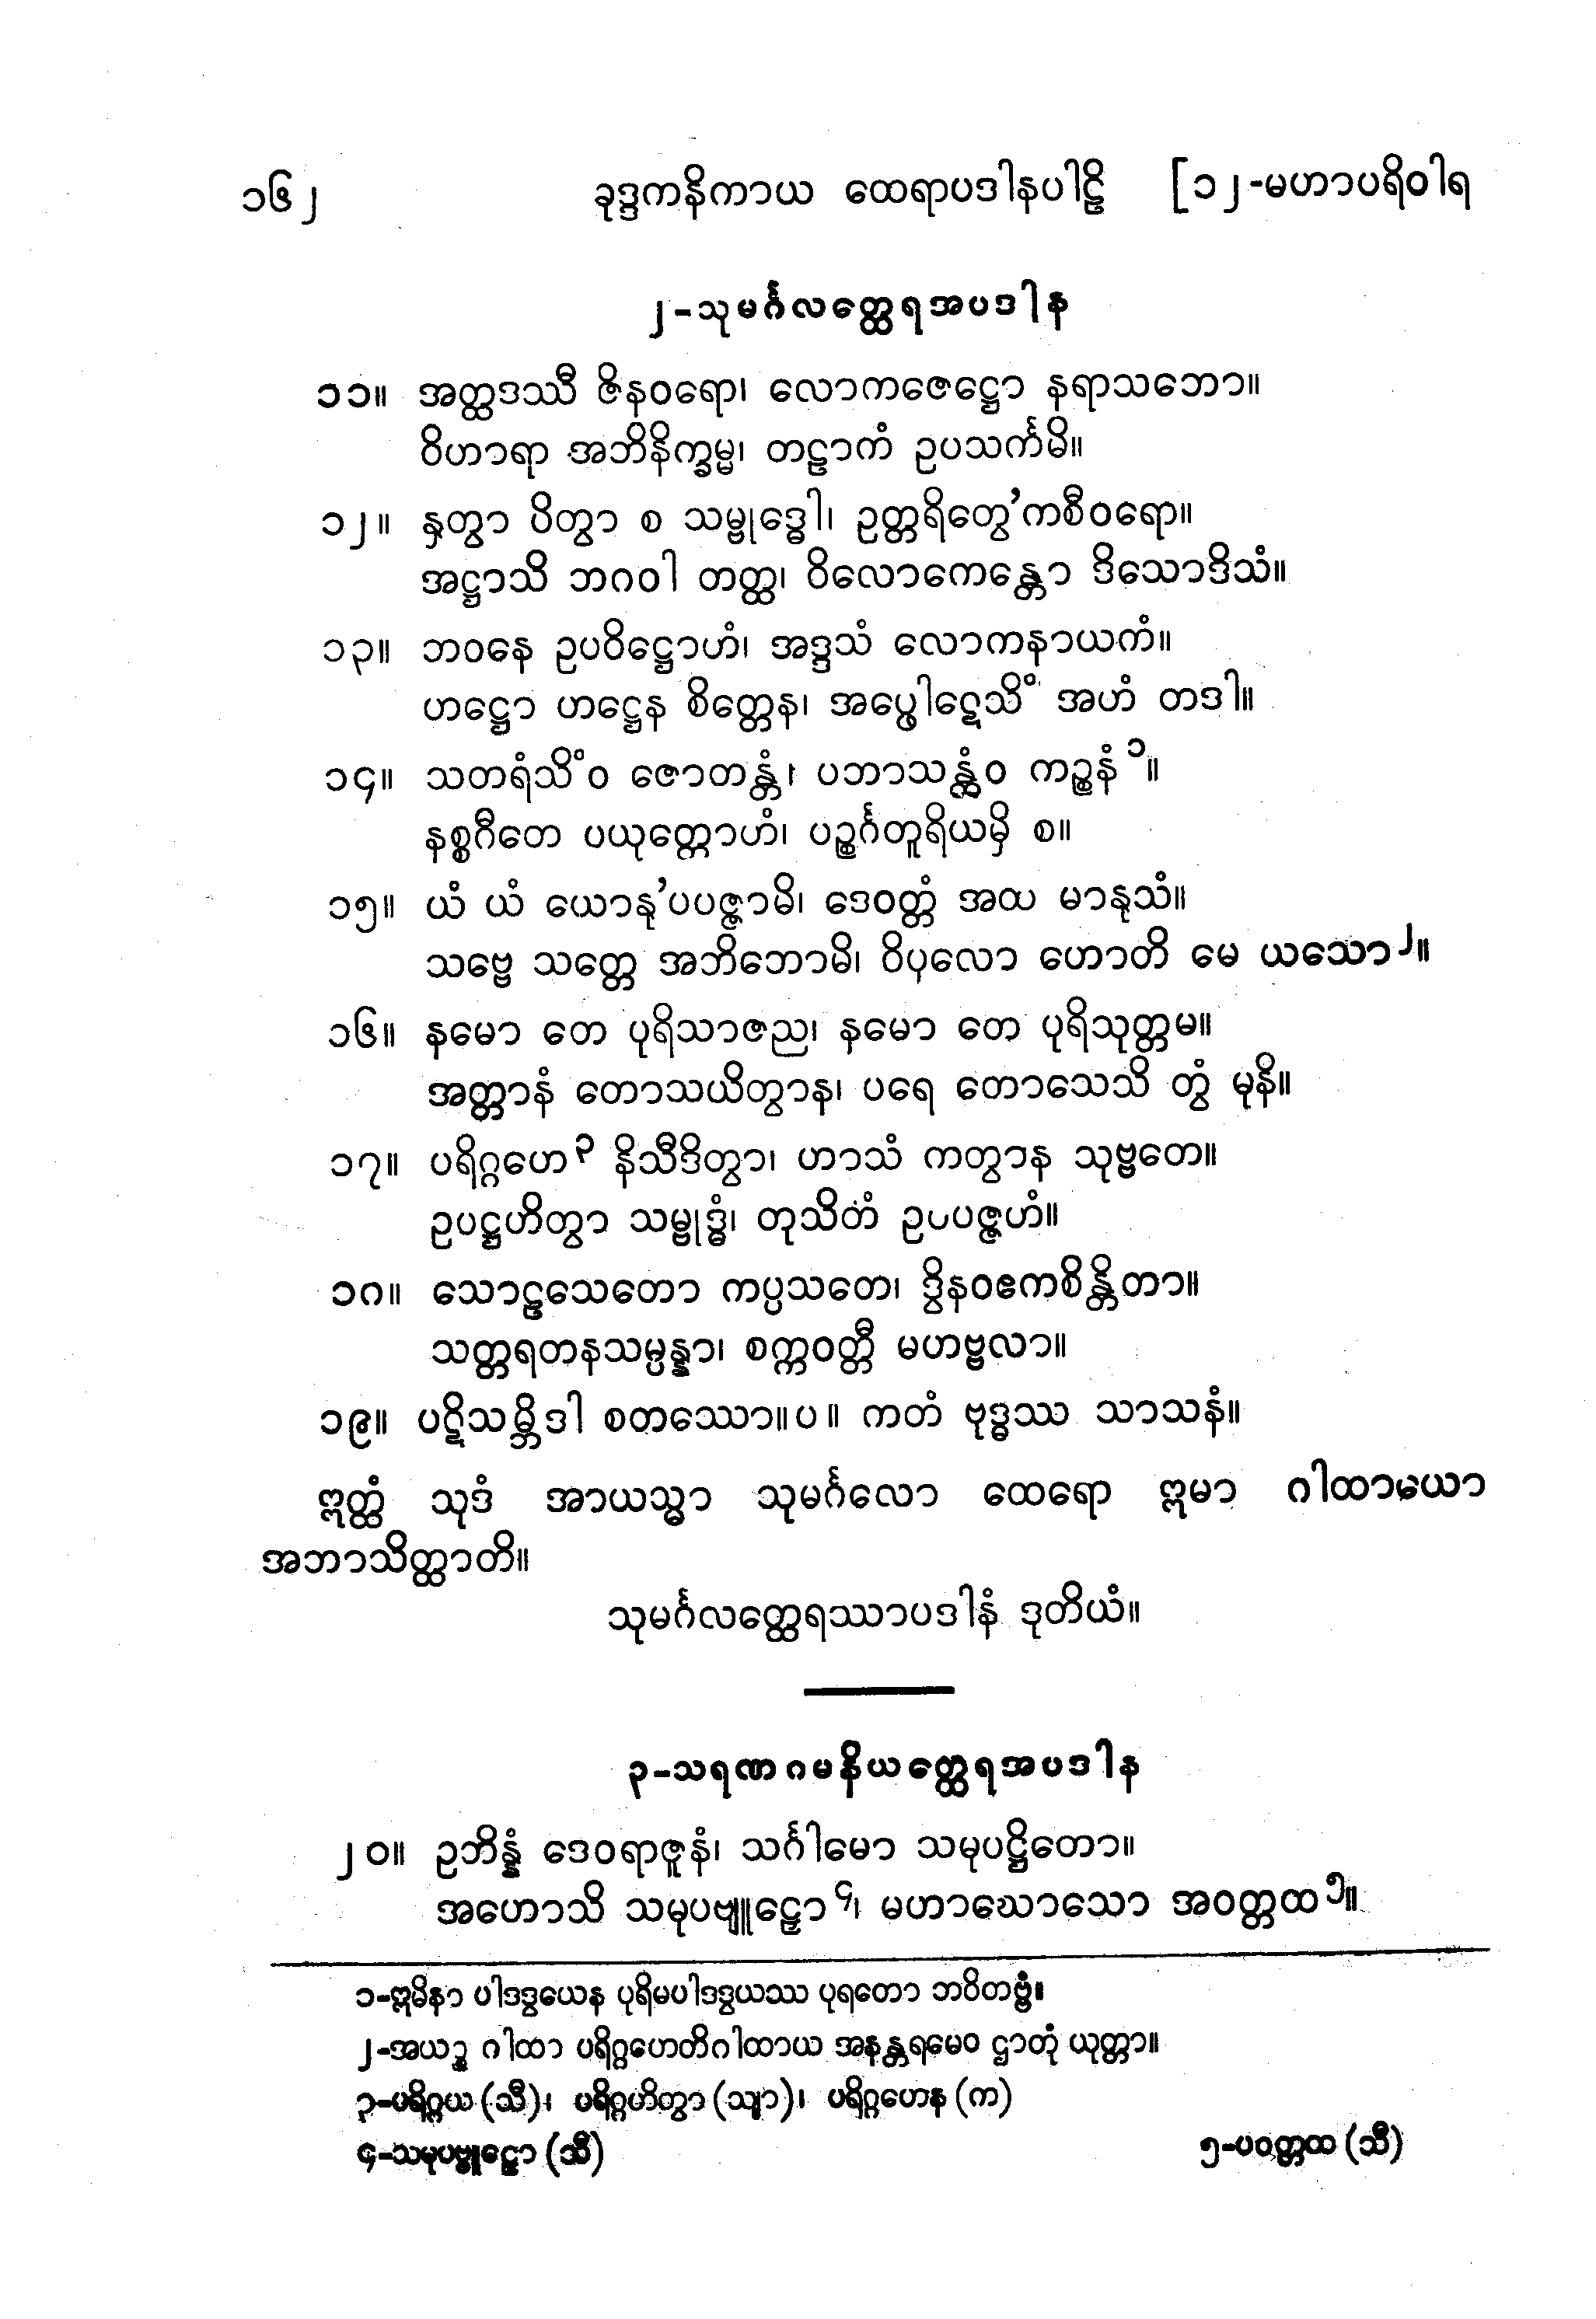 ၁၆၂ ခုဒ္ဒကနိကာယ ထေရာပဒါနပါဠိ [၁၂-မဟာပရိဝါရ
၂-သုမင်္ဂလတ္ထေရအပဒါန
၁၁။ အတ္ထဒဿီ ဇိနဝရော၊ လောကဇေဋ္ဌော နရာသဘော။
ဝိဟာရာ အဘိနိက္ခမ္မ၊ တဠာကံ ဥပသင်္ကမိ။
၁၂။ နှတွာ ပိတွာ စ သမ္ဗုဒ္ဓေါ၊ ဥတ္တရိတွေ’ကစီဝရော။
အဋ္ဌာသိ ဘဂဝါ တတ္ထ၊ ဝိလောကေန္တော ဒိသောဒိသံ။
၁၃။ ဘဝနေ ဥပဝိဋ္ဌောဟံ၊ အဒ္ဒသံ လောကနာယကံ။
ဟဋ္ဌော ဟဋ္ဌေန စိတ္တေန၊ အပ္ဖေါဋေသိံ အဟံ တဒါ။
၁၄။ သတရံသိံဝ ဇောတန္တံ၊ ပဘာသန္တံဝ ကဉ္စနံ ၁။
နစ္စဂီတေ ပယုတ္တောဟံ၊ ပဉ္စင်္ဂတူရိယမှိ စ။
၁၅။ ယံ ယံ ယောနု’ပပဇ္ဇာမိ၊ ဒေဝတ္တံ အထ မာနုသံ။
သဗ္ဗေ သတ္တေ အဘိဘောမိ၊ ဝိပုလော ဟောတိ မေ ယသော၂။
၁၆။ နမော တေ ပုရိသာဇည၊ နမော တေ ပုရိသုတ္တမ။
အတ္တာနံ တောသယိတွာန၊ ပရေ တောသေသိ တွံ မုနိ။
၁၇။ ပရိဂ္ဂဟေ၃ နိသီဒိတွာ၊ ဟာသံ ကတွာန သုဗ္ဗတေ။
ဥပဋ္ဌဟိတွာ သမ္ဗုဒ္ဓံ၊ တုသိတံ ဥပပဇ္ဇဟံ။
၁၈။ သောဠသေတော ကပ္ပသတေ၊ ဒွိနဝဧကစိန္တိတာ။
သတ္တရတနသမ္ပန္နာ၊ စက္ကဝတ္တီ မဟဗ္ဗလာ။
၁၉။ ပဋိသမ္ဘိဒါ စတဿော။ပ။ ကတံ ဗုဒ္ဓဿ သာသနံ။
ဣတ္ထံ သုဒံ အာယသ္မာ သုမင်္ဂလော ထေရော ဣမာ ဂါထာယော
အဘာသိတ္ထာတိ။
သုမင်္ဂလတ္ထေရဿာပဒါနံ ဒုတိယံ။
၃-သရဏဂမနိယတ္ထေရအပဒါန
၂၀။ ဥဘိန္နံ ဒေဝရာဇူနံ၊ သင်္ဂါမော သမုပဋ္ဌိတော။
အဟောသိ သမုပဗျူဠှော၄၊ မဟာဃောသော အဝတ္တထ၅။
၁-ဣမိနာ ပါဒဒွယေန ပုရိမပါဒဒွယဿ ပုရတော ဘဝိတဗ္ဗံ။
၂-အယဉ္စ ဂါထာ ပရိဂ္ဂဟေတိဂါထာယ အနန္တရမေဝ ဌာတုံ ယုတ္တာ။
၃-ပရိဂ္ဂယ (သီ)၊ ပရိဂ္ဂဟိတွာ (သျာ)၊ ပရိဂ္ဂဟေန (က)
၄-သမုပဗ္ဗူဠှော (သီ) ၅-ပဝတ္တထ (သီ)